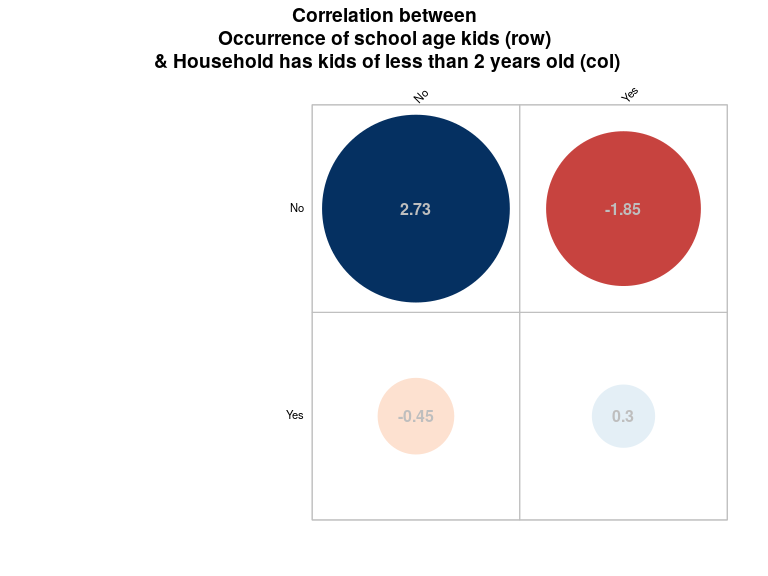 Correlation between
Occurrence of school age kids (row)
& Household has kids of less than 2 years old (col)
No Yes
No 2.73 -1.85
Yes -0.45 0.3